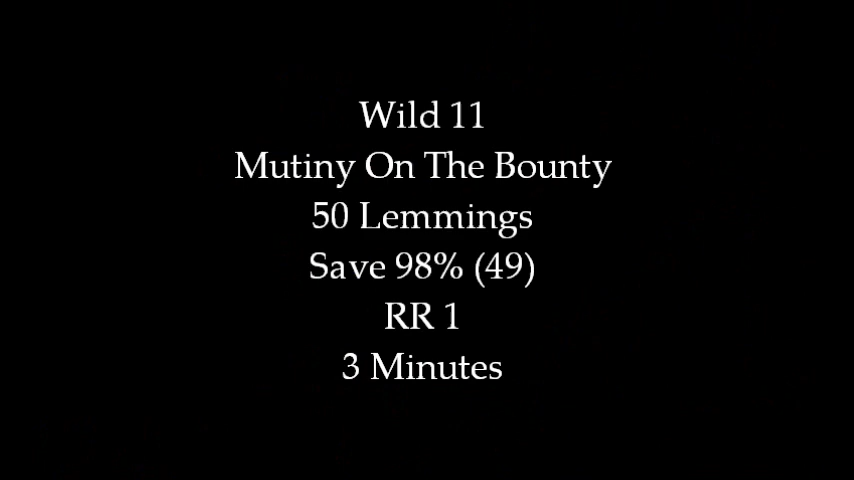 Wild 11
Mutiny On The Bounty
50 Lemmings
Save 98% (49)
RR 1
3 Minutes